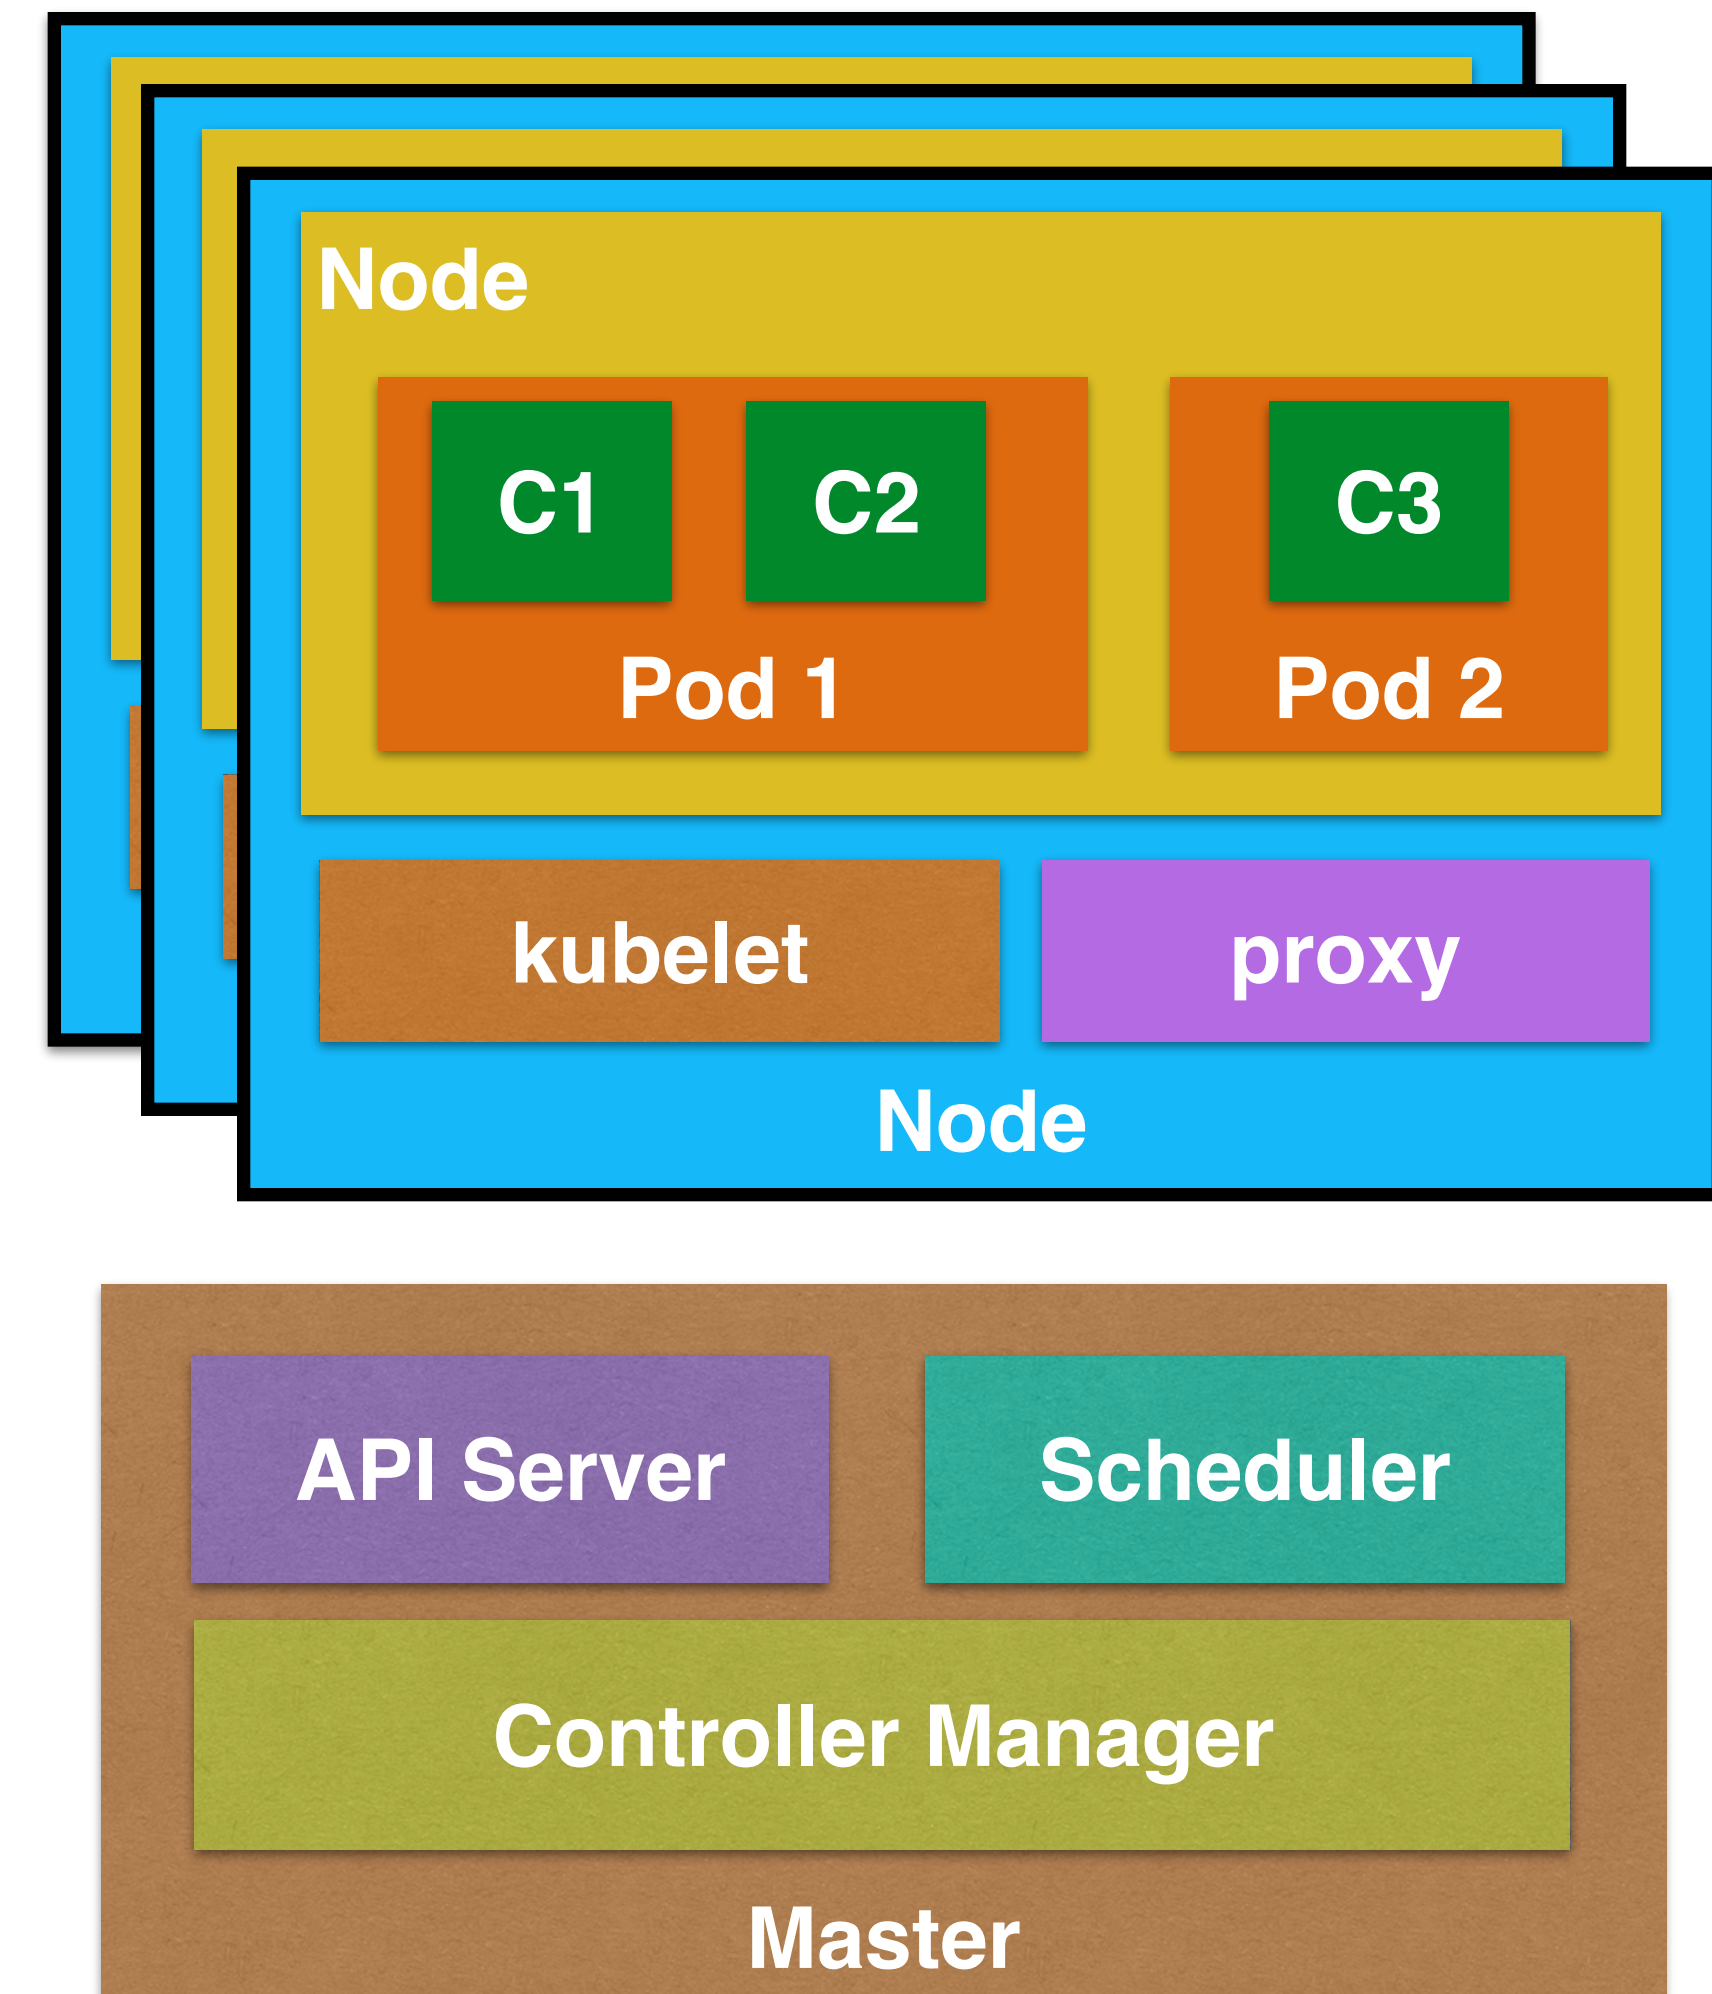 Node
C1 C2 C3
Pod 1 Pod 2
kubelet proxy
Node
API Server Scheduler
Controller Manager
Master